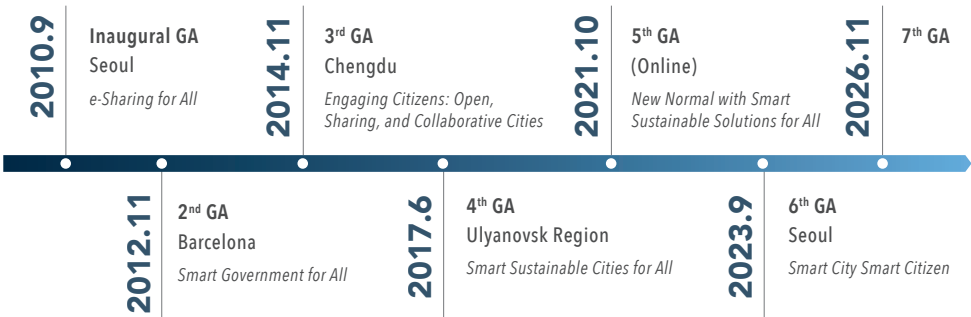 2010.9
Inaugural GA
Seoul
e-Sharing for All
2012.11
2nd GA
Barcelona
Smart Government for All
2014.11
3rd GA
Chengdu
Engaging Citizens: Open,
Sharing, and Collaborative Cities
2017.6
4th GA
Ulyanovsk Region
Smart Sustainable Cities for All
2021.10
5th GA
(Online)
New Normal with Smart
Sustainable Solutions for All
2023.9
6th GA
Seoul
Smart City Smart Citizen
2026.11
7th GA